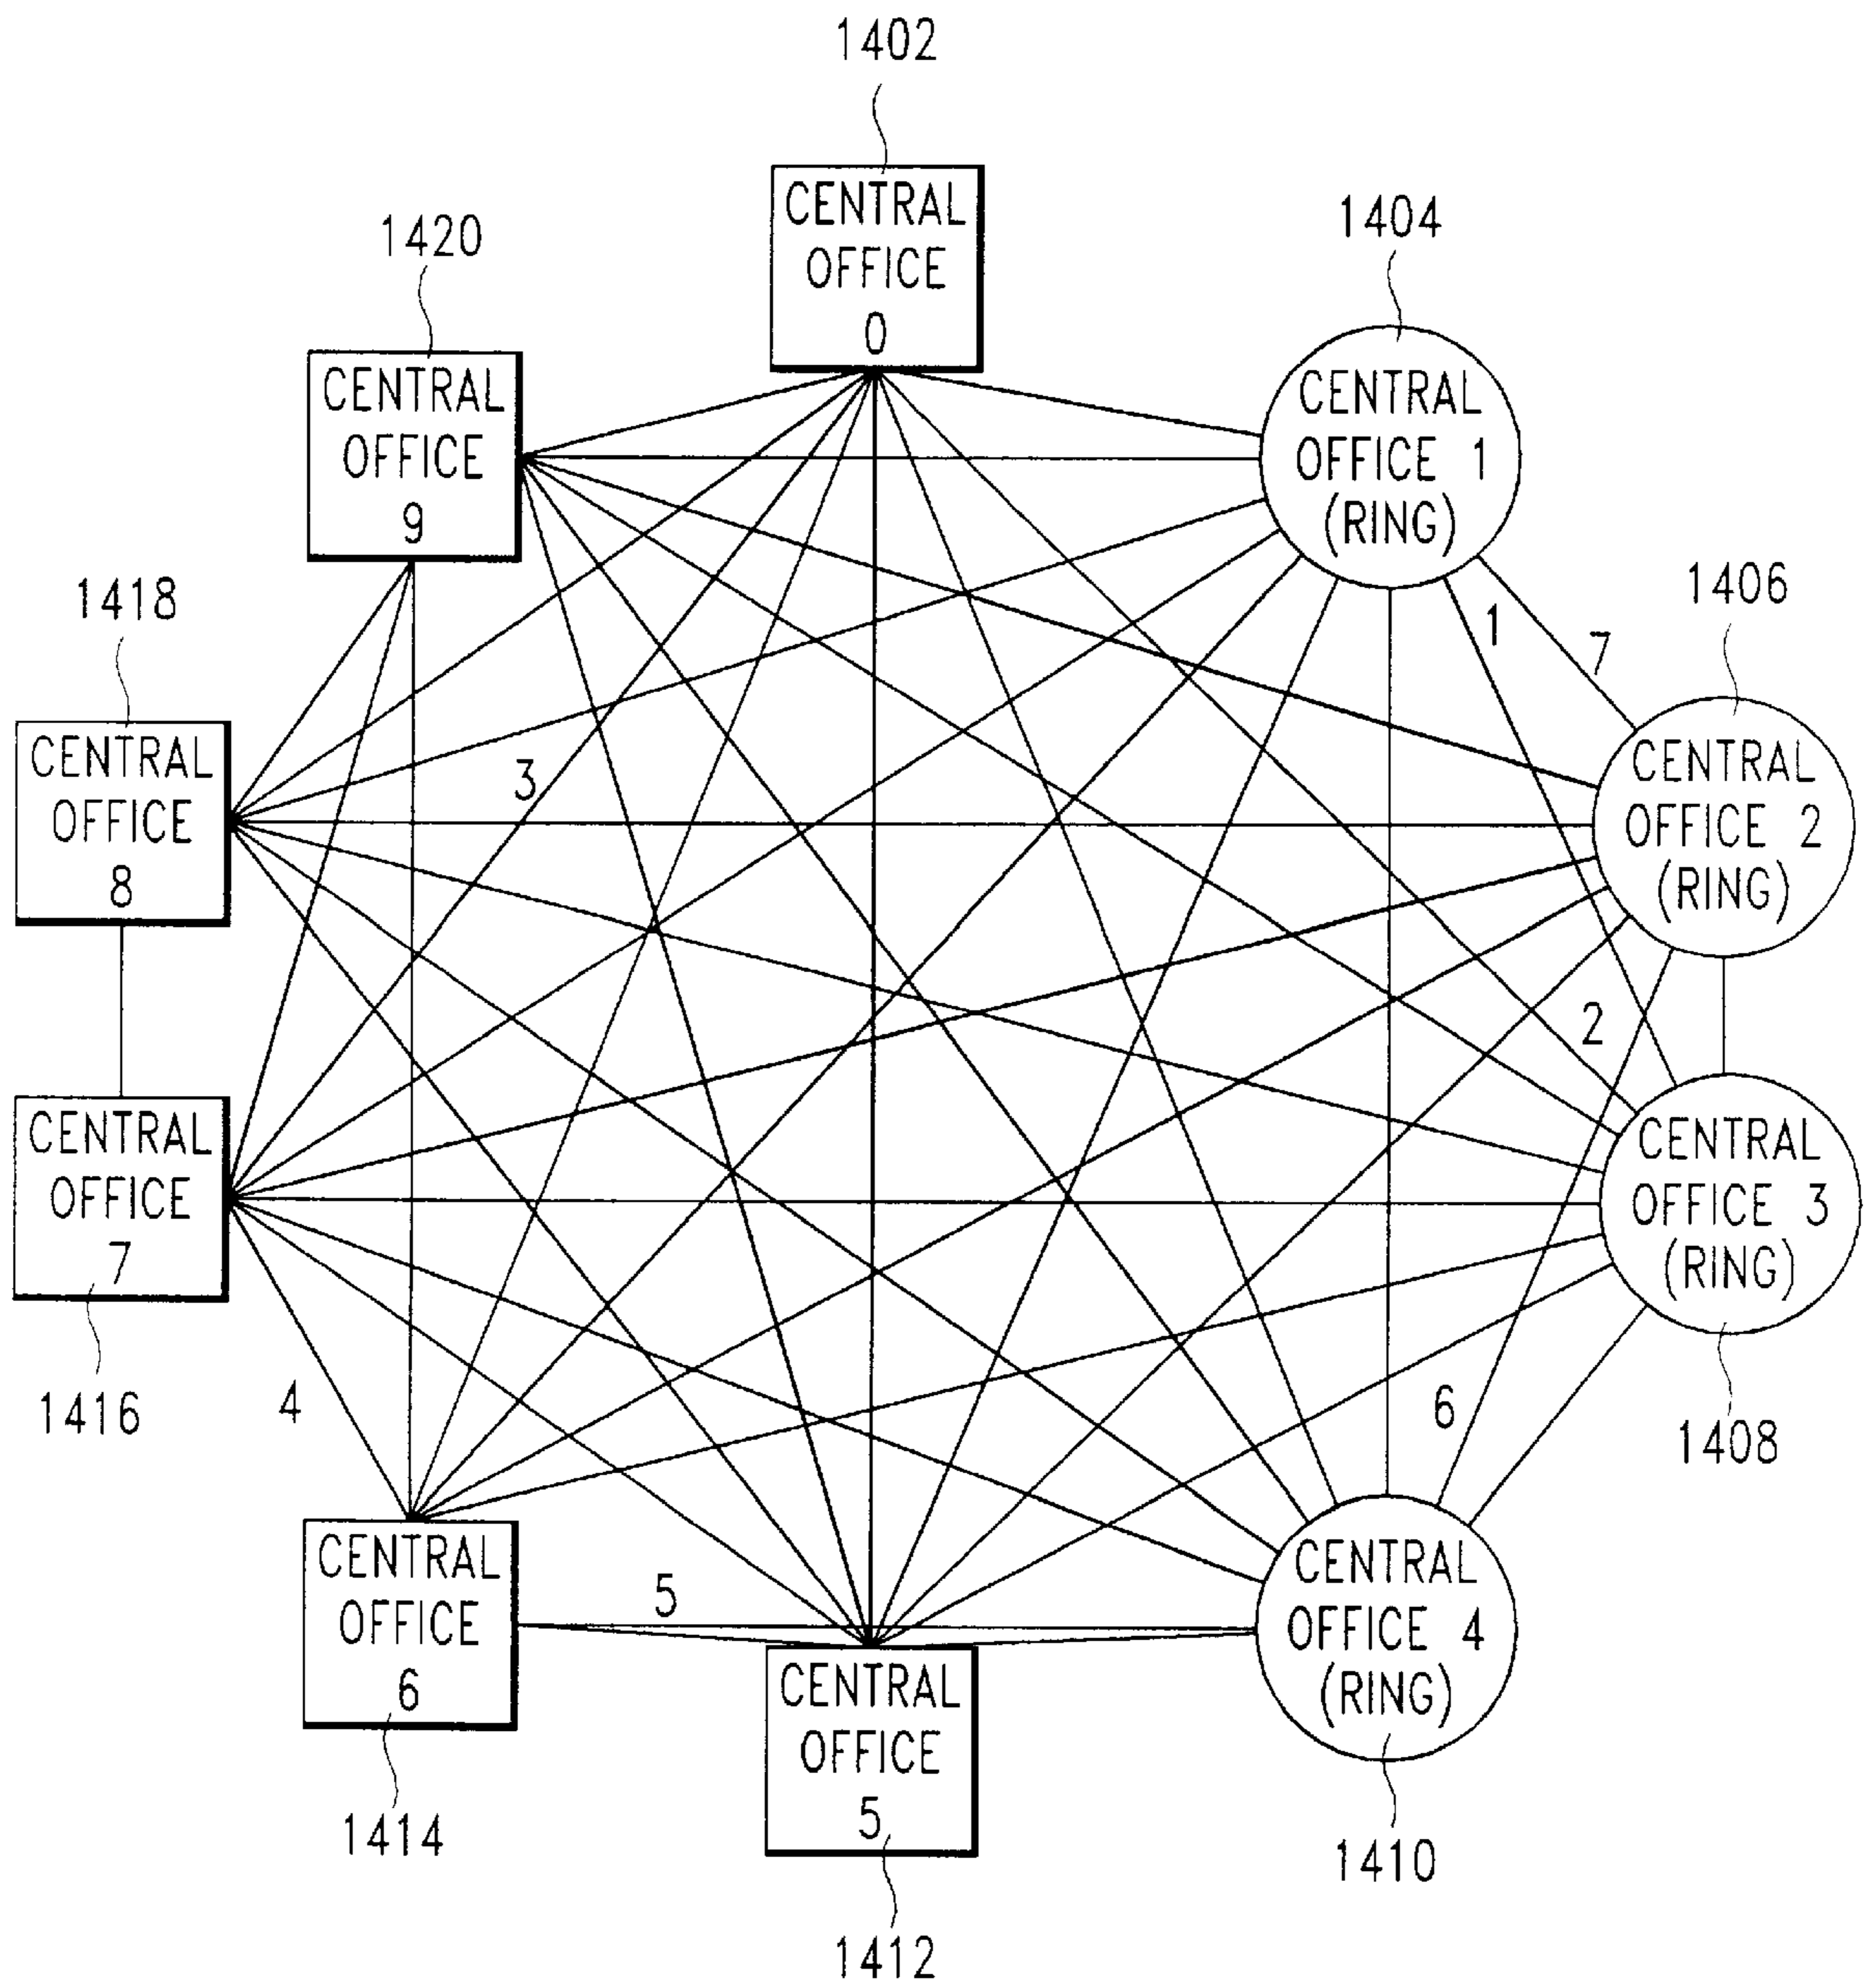 1402
CENTRAL
OFFICE
0
1404
CENTRAL
OFFICE 1
(RING)
1420
CENTRAL
OFFICE
9
1406
CENTRAL
OFFICE 2
(RING)
1418
CENTRAL
OFFICE
8
1
7
3
2
CENTRAL
OFFICE
7
1416
CENTRAL
OFFICE 3
(RING)
1408
4
6
5
CENTRAL
OFFICE
6
1414
CENTRAL
OFFICE
5
1412
CENTRAL
OFFICE 4
(RING)
1410